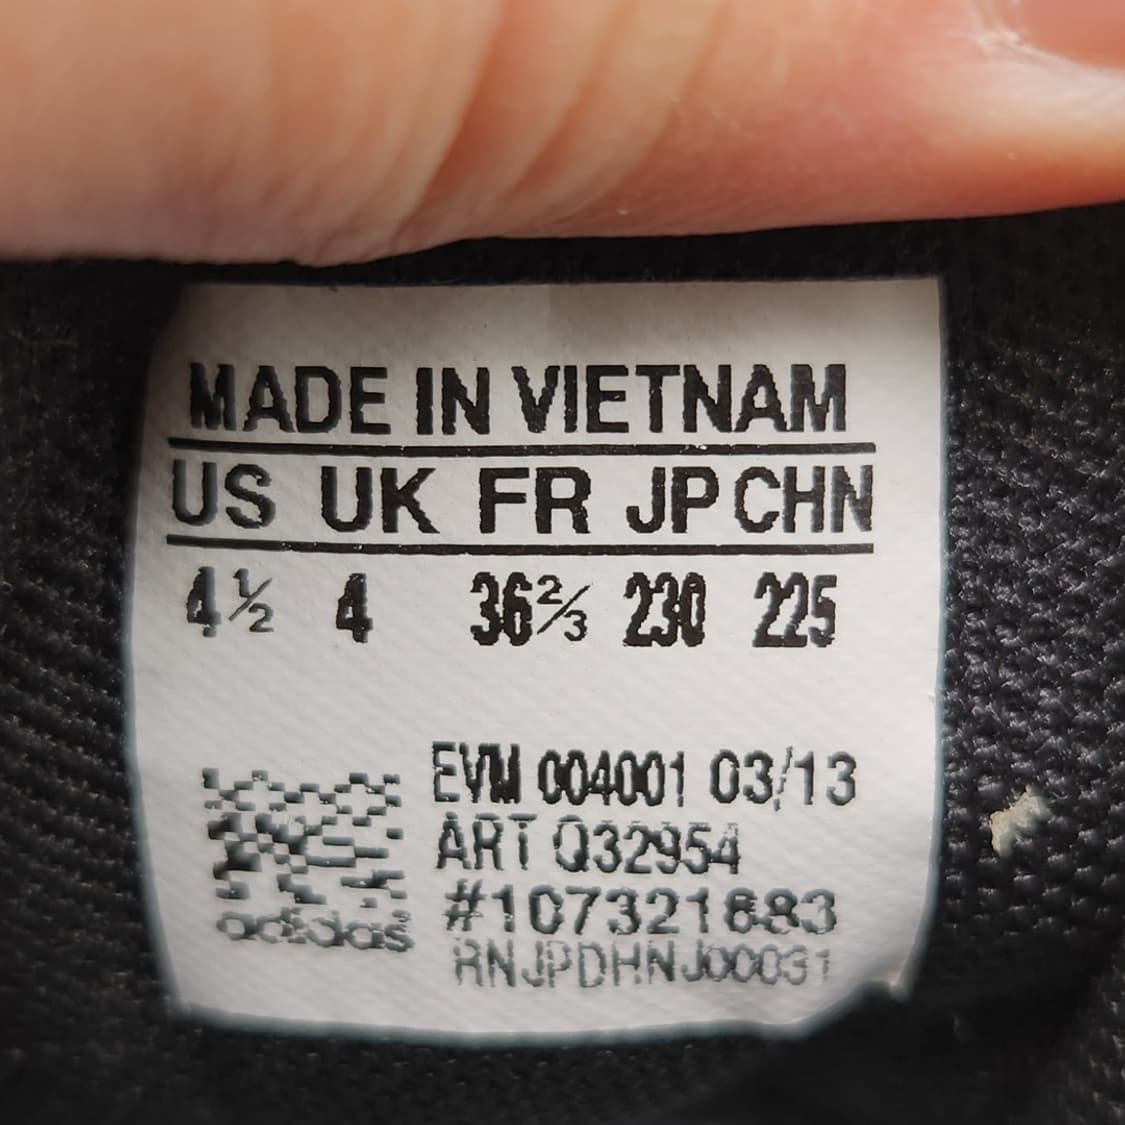 MADE IN VIETNAM
US UK FR JP CHN
4½ 4 36⅔ 230 225
EVM 004001 03/13
ART Q32954
#107321683
adidas
RNJPDHNJ00031